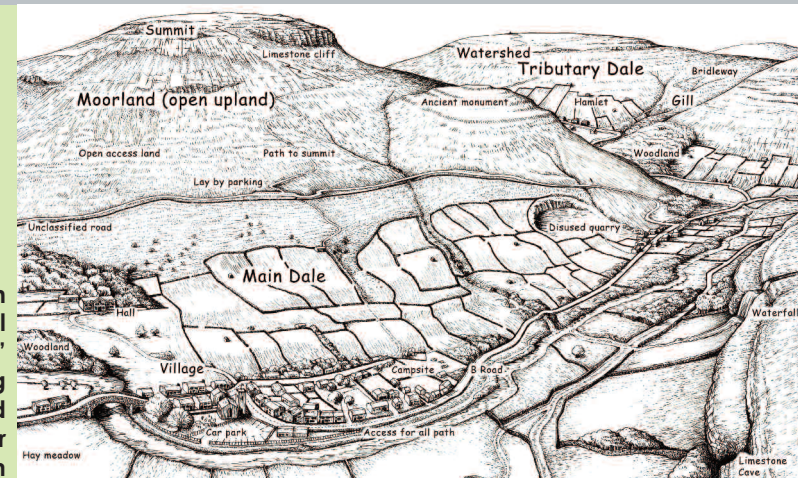 Summit
Limestone cliff
Watershed
Tributary Dale
Bridleway
Moorland (open upland)
Ancient monument
Hamlet
Gill
Open access land
Path to summit
Woodland
Lay by parking
Unclassified road
Disused quarry
Main Dale
Hall
Waterfall
Woodland
Village
Campsite
B Road
Car park
Access for all path
Hay meadow
Limestone
Cave